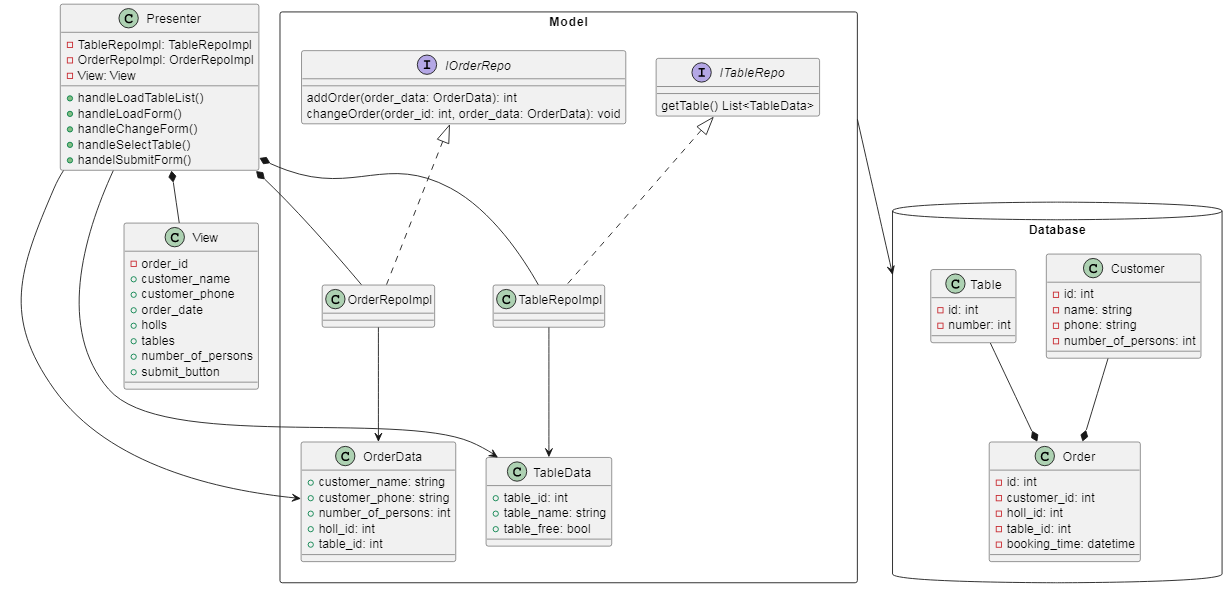 C Presenter
TableRepoImpl: TableRepoImpl
OrderRepoImpl: OrderRepoImpl
View: View
handleLoadTableList()
handleLoadForm()
handleChangeForm()
handleSelectTable()
handelSubmitForm()
C View
order_id
customer_name
customer_phone
order_date
holls
tables
number_of_persons
submit_button
Model
I IOrderRepo
addOrder(order_data: OrderData): int
changeOrder(order_id: int, order_data: OrderData): void
I ITableRepo
getTable() List<TableData>
C OrderRepoImpl
C TableRepoImpl
C OrderData
customer_name: string
customer_phone: string
number_of_persons: int
holl_id: int
table_id: int
C TableData
table_id: int
table_name: string
table_free: bool
Database
C Table
id: int
number: int
C Customer
id: int
name: string
phone: string
number_of_persons: int
C Order
id: int
customer_id: int
holl_id: int
table_id: int
booking_time: datetime